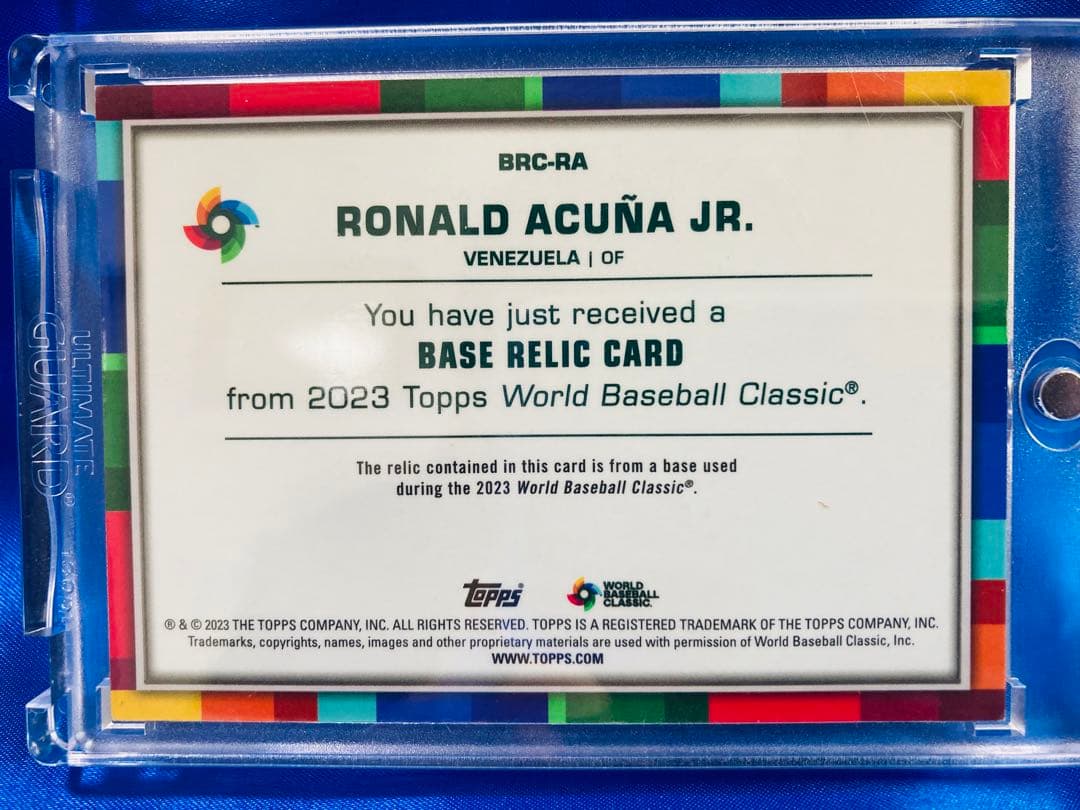 BRC-RA
RONALD ACUÑA JR.
VENEZUELA | OF
You have just received a
BASE RELIC CARD
from 2023 Topps World Baseball Classic®.
The relic contained in this card is from a base used
during the 2023 World Baseball Classic®.
topps®
WORLD
BASEBALL
CLASSIC™
® & © 2023 THE TOPPS COMPANY, INC. ALL RIGHTS RESERVED. TOPPS IS A REGISTERED TRADEMARK OF THE TOPPS COMPANY, INC.
Trademarks, copyrights, names, images and other proprietary materials are used with permission of World Baseball Classic, Inc.
WWW.TOPPS.COM
ULTIMATE
GUARD®